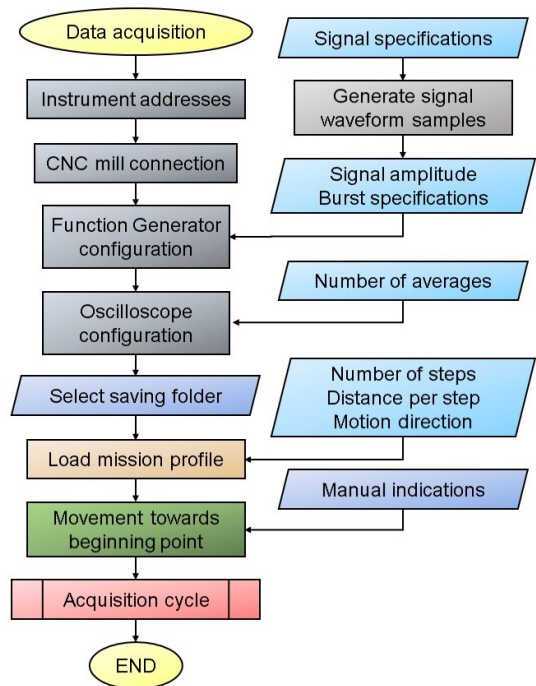 Data acquisition
Instrument addresses
CNC mill connection
Function Generator
configuration
Oscilloscope
configuration
Select saving folder
Load mission profile
Movement towards
beginning point
Acquisition cycle
END
Signal specifications
Generate signal
waveform samples
Signal amplitude
Burst specifications
Number of averages
Number of steps
Distance per step
Motion direction
Manual indications